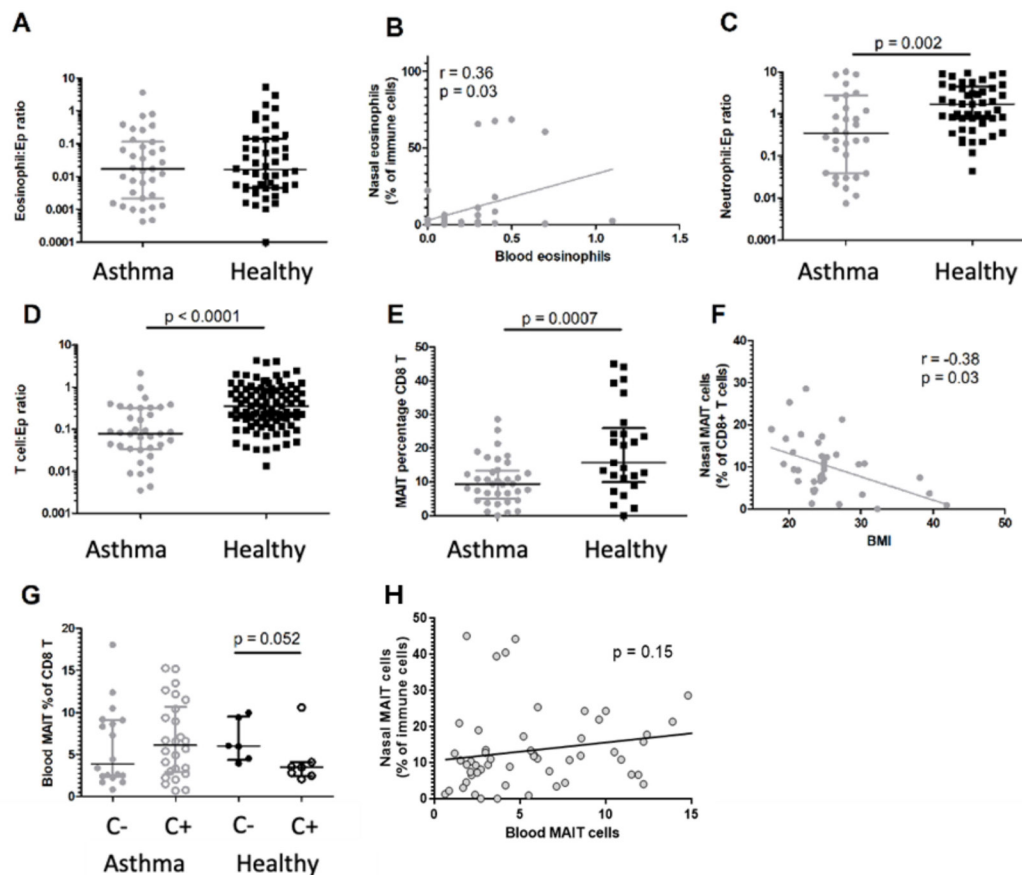 A
Eosinophil:Ep ratio
10
1
0.1
0.01
0.001
0.0001
Asthma Healthy
B
Nasal eosinophils
(% of immune cells)
r = 0.36
p = 0.03
100
50
0
0.0 0.5 1.0 1.5
Blood eosinophils
C
p = 0.002
Neutrophil:Ep ratio
10
1
0.1
0.01
0.001
Asthma Healthy
D
p < 0.0001
T cell:Ep ratio
10
1
0.1
0.01
0.001
Asthma Healthy
E
p = 0.0007
MAIT percentage CD8 T
50
40
30
20
10
0
Asthma Healthy
F
Nasal MAIT cells
(% of CD8+ T cells)
r = -0.38
p = 0.03
40
30
20
10
0
20 30 40 50
BMI
G
Blood MAIT % of CD8 T
p = 0.052
20
15
10
5
0
C- C+ C- C+
Asthma Healthy
H
Nasal MAIT cells
(% of immune cells)
p = 0.15
50
40
30
20
10
0
0 5 10 15
Blood MAIT cells